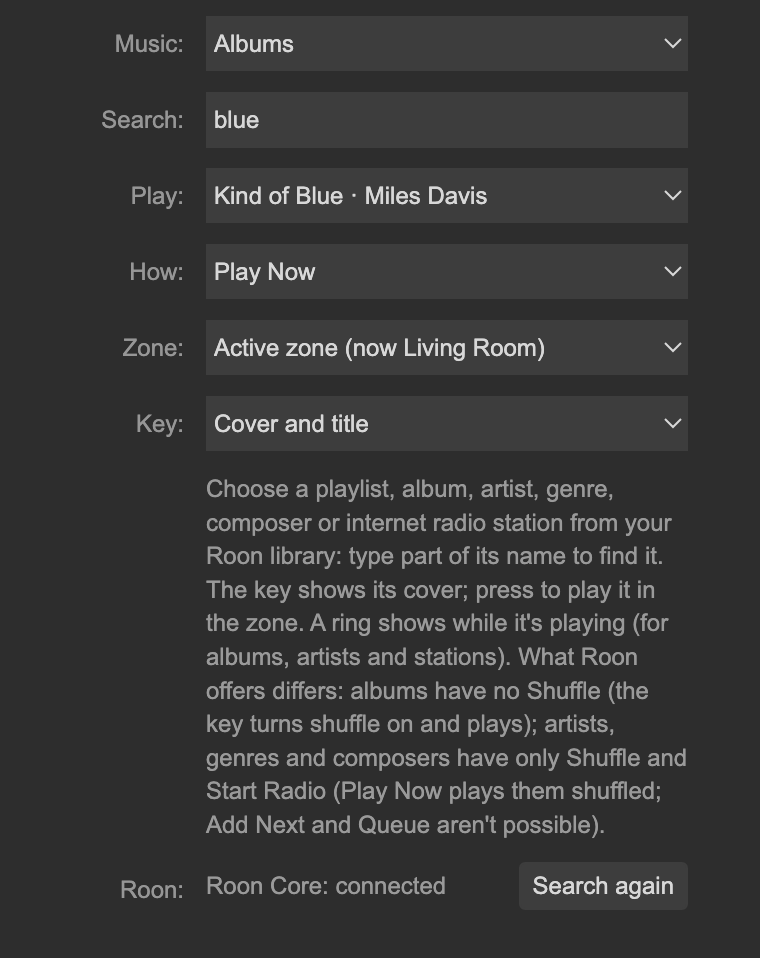 Music: Albums
Search: blue
Play: Kind of Blue · Miles Davis
How: Play Now
Zone: Active zone (now Living Room)
Key: Cover and title
Choose a playlist, album, artist, genre,
composer or internet radio station from your
Roon library: type part of its name to find it.
The key shows its cover; press to play it in
the zone. A ring shows while it's playing (for
albums, artists and stations). What Roon
offers differs: albums have no Shuffle (the
key turns shuffle on and plays); artists,
genres and composers have only Shuffle and
Start Radio (Play Now plays them shuffled;
Add Next and Queue aren't possible).
Roon: Roon Core: connected Search again